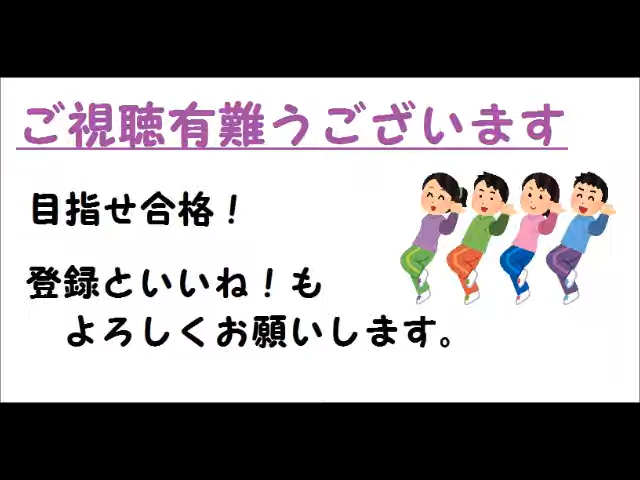 ご視聴有難うございます
目指せ合格！
登録といいね！も
よろしくお願いします。